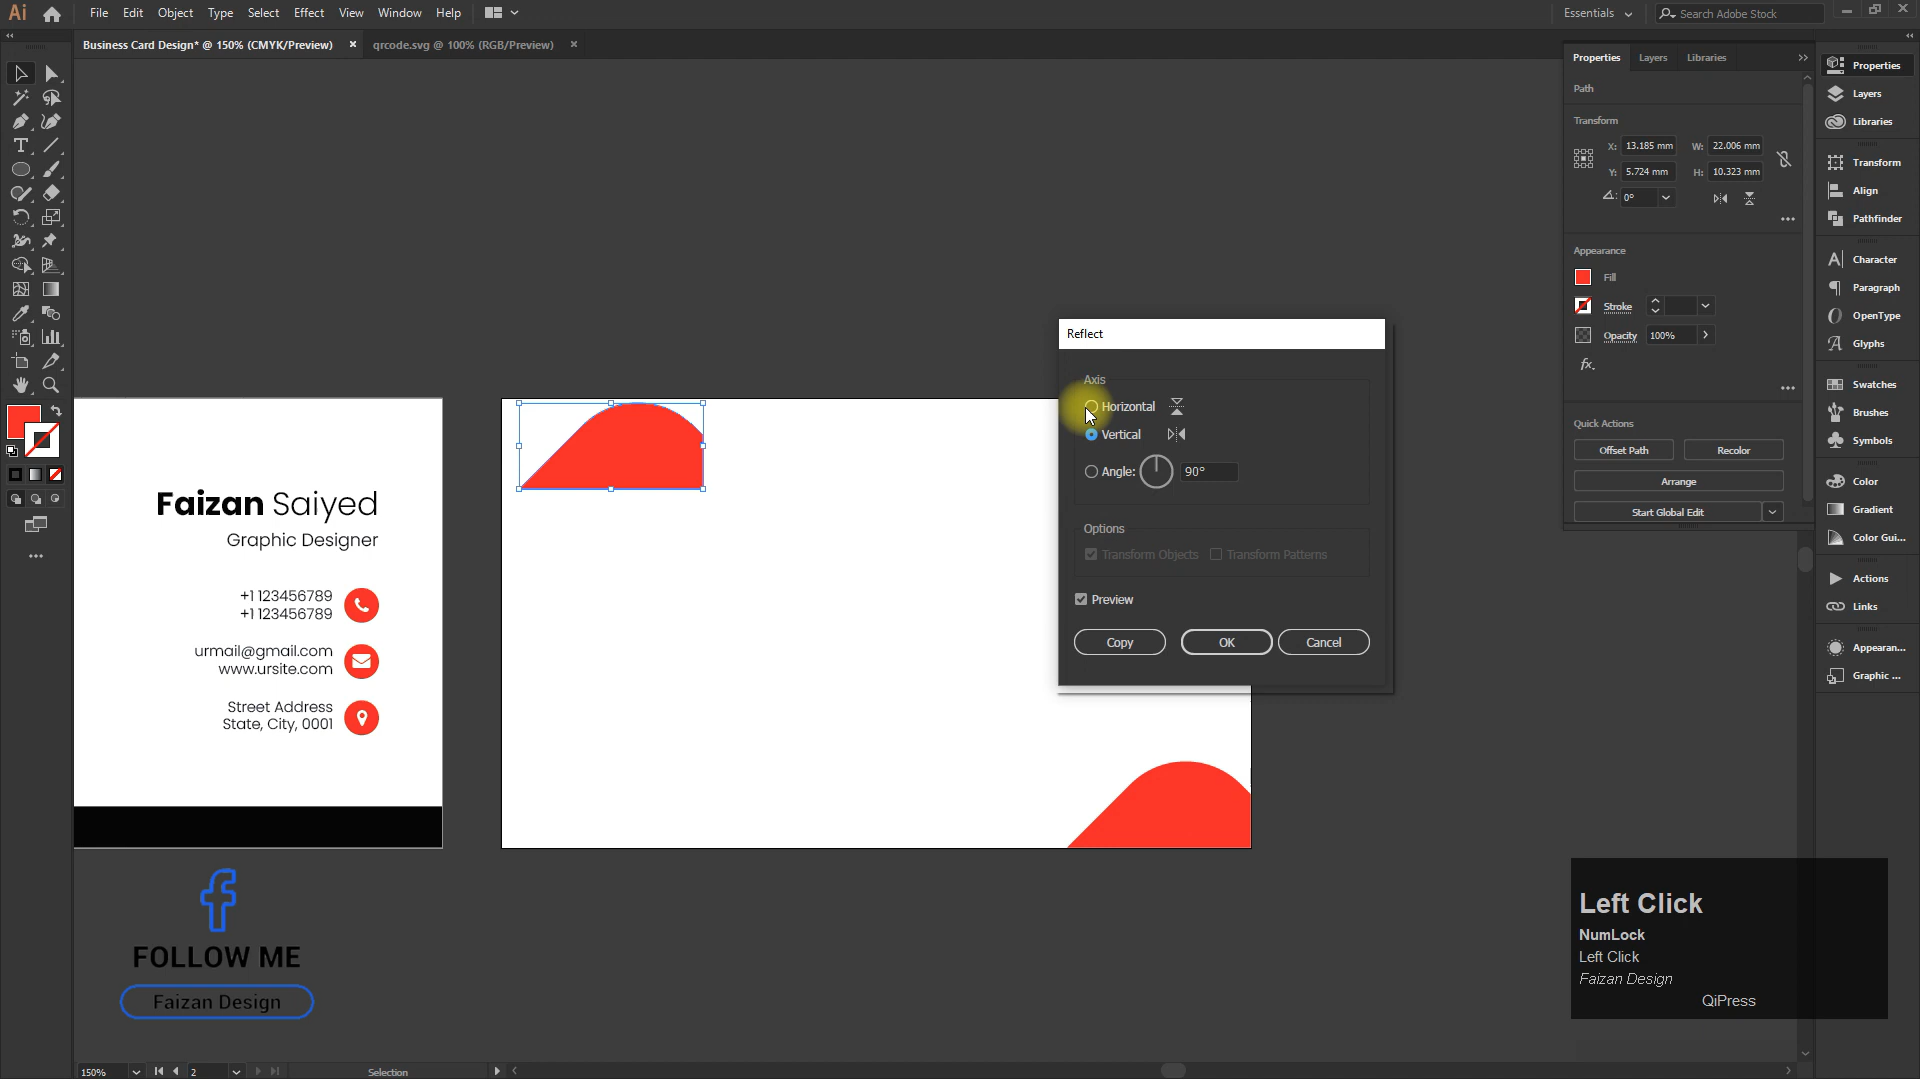 Ai File Edit Object Type Select Effect View Window Help
Essentials Search Adobe Stock
Business Card Design* @ 150% (CMYK/Preview) × qrcode.svg @ 100% (RGB/Preview) ×
Properties Layers Libraries
Path
Transform
X: 13.185 mm W: 22.006 mm
Y: 5.724 mm H: 10.323 mm
0°
Appearance
Fill
Stroke
Opacity 100%
fx.
Quick Actions
Offset Path Recolor
Arrange
Start Global Edit
Properties
Layers
Libraries
Transform
Align
Pathfinder
Character
Paragraph
OpenType
Glyphs
Swatches
Brushes
Symbols
Color
Gradient
Color Gui...
Actions
Links
Appearan...
Graphic ...
Reflect
Axis
Horizontal
Vertical
Angle: 90°
Options
Transform Objects Transform Patterns
Preview
Copy OK Cancel
Faizan Saiyed
Graphic Designer
+1 123456789
+1 123456789
urmail@gmail.com
www.ursite.com
Street Address
State, City, 0001
FOLLOW ME
Faizan Design
Left Click
NumLock
Left Click
Faizan Design
QiPress
150% 2 Selection